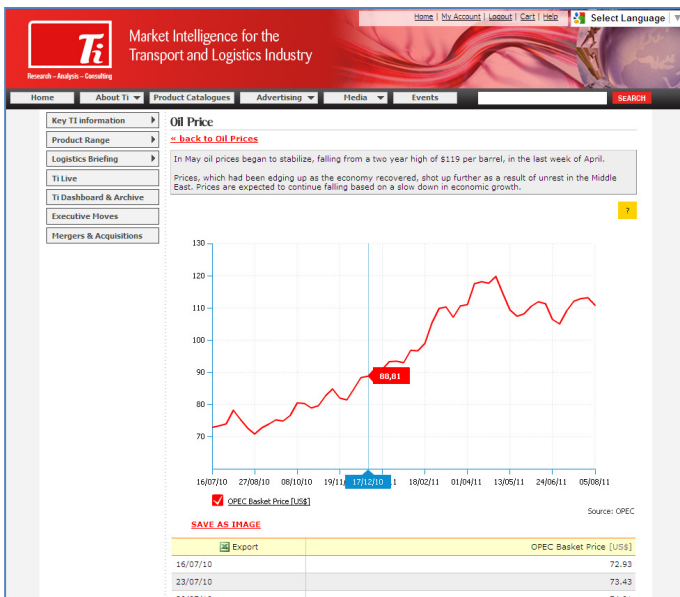 Home | My Account | Logout | Cart | Help
Select Language
Ti
Research – Analysis – Consulting
Market Intelligence for the
Transport and Logistics Industry
Home About Ti Product Catalogues Advertising Media Events SEARCH
Key TI information
Product Range
Logistics Briefing
Ti Live
Ti Dashboard & Archive
Executive Moves
Mergers & Acquisitions
Oil Price
« back to Oil Prices
In May oil prices began to stabilize, falling from a two year high of $119 per barrel, in the last week of April.
Prices, which had been edging up as the economy recovered, shot up further as a result of unrest in the Middle
East. Prices are expected to continue falling based on a slow down in economic growth.
?
130
120
110
100
90
88,81
80
70
16/07/10 27/08/10 08/10/10 19/11/ 17/12/10 1 18/02/11 01/04/11 13/05/11 24/06/11 05/08/11
OPEC Basket Price [US$]
Source: OPEC
SAVE AS IMAGE
Export OPEC Basket Price [US$]
16/07/10 72.93
23/07/10 73.43